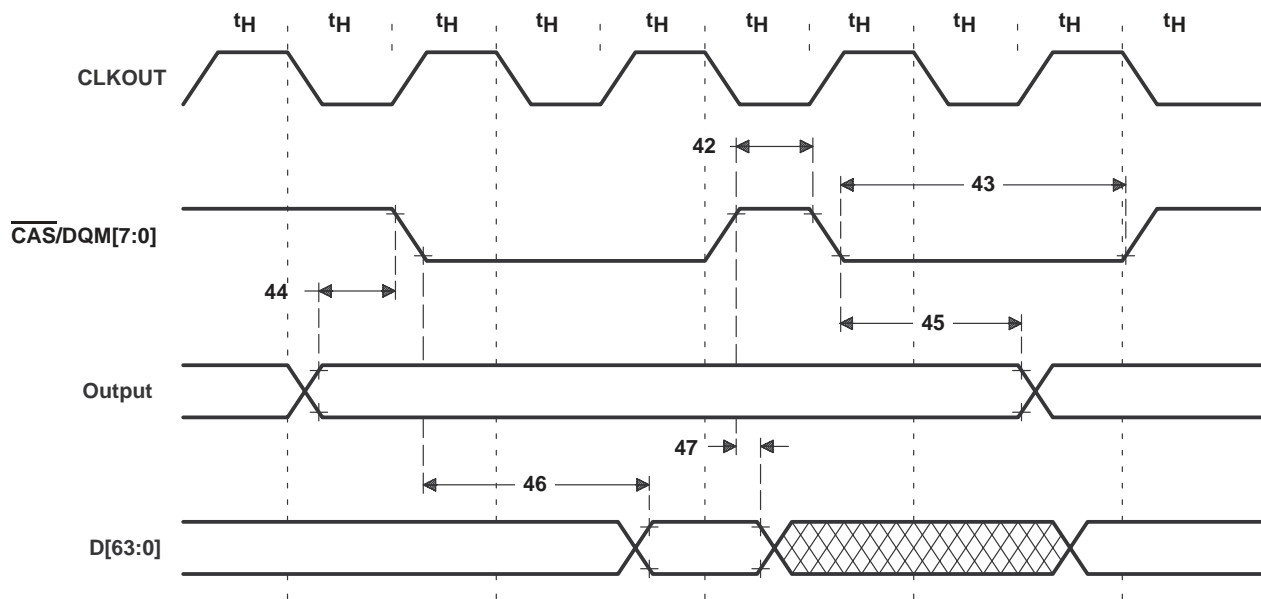 tH tH tH tH tH tH tH tH tH tH
CLKOUT
42
43
CAS/DQM[7:0]
44
45
Output
47
46
D[63:0]